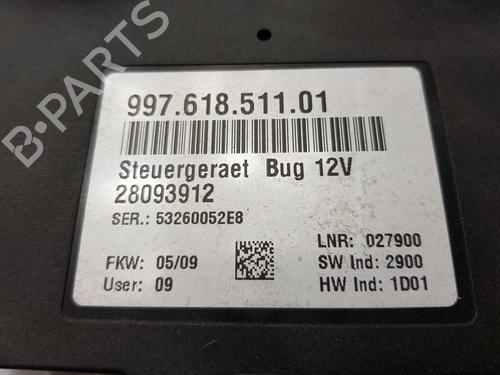 997.618.511.01
Steuergeraet Bug 12V
28093912
SER.: 53260052E8
LNR: 027900
FKW: 05/09 SW Ind: 2900
User: 09 HW Ind: 1D01
B-PARTS